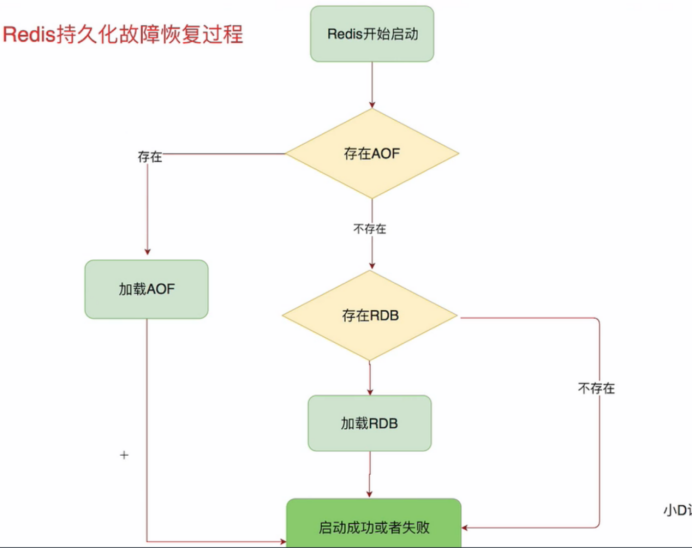 Redis持久化故障恢复过程
Redis开始启动
存在AOF
存在
不存在
加载AOF
存在RDB
不存在
加载RDB
启动成功或者失败
小D